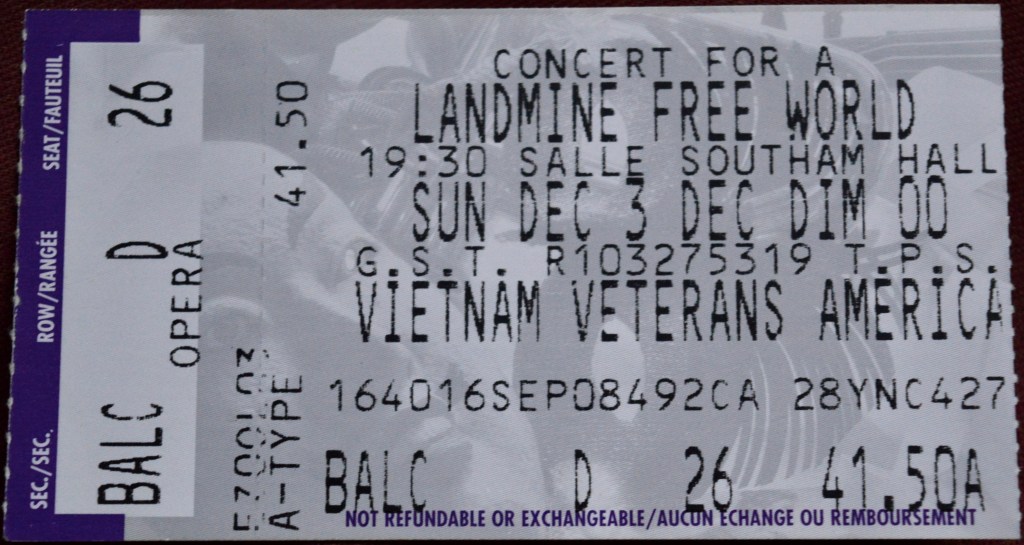 SEAT/FAUTEUIL
26
ROW/RANGÉE
D
OPERA
SEC./SEC.
BALC
41.50
A-TYPE
CONCERT FOR A
LANDMINE FREE WORLD
19:30 SALLE SOUTHAM HALL
SUN DEC 3 DEC DIM 00
G.S.T. R103275319 T.P.S.
VIETNAM VETERANS AMERICA
164016SEP08492CA 28YNC427
BALC D 26 41.50A
NOT REFUNDABLE OR EXCHANGEABLE/AUCUN ECHANGE OU REMBOURSEMENT